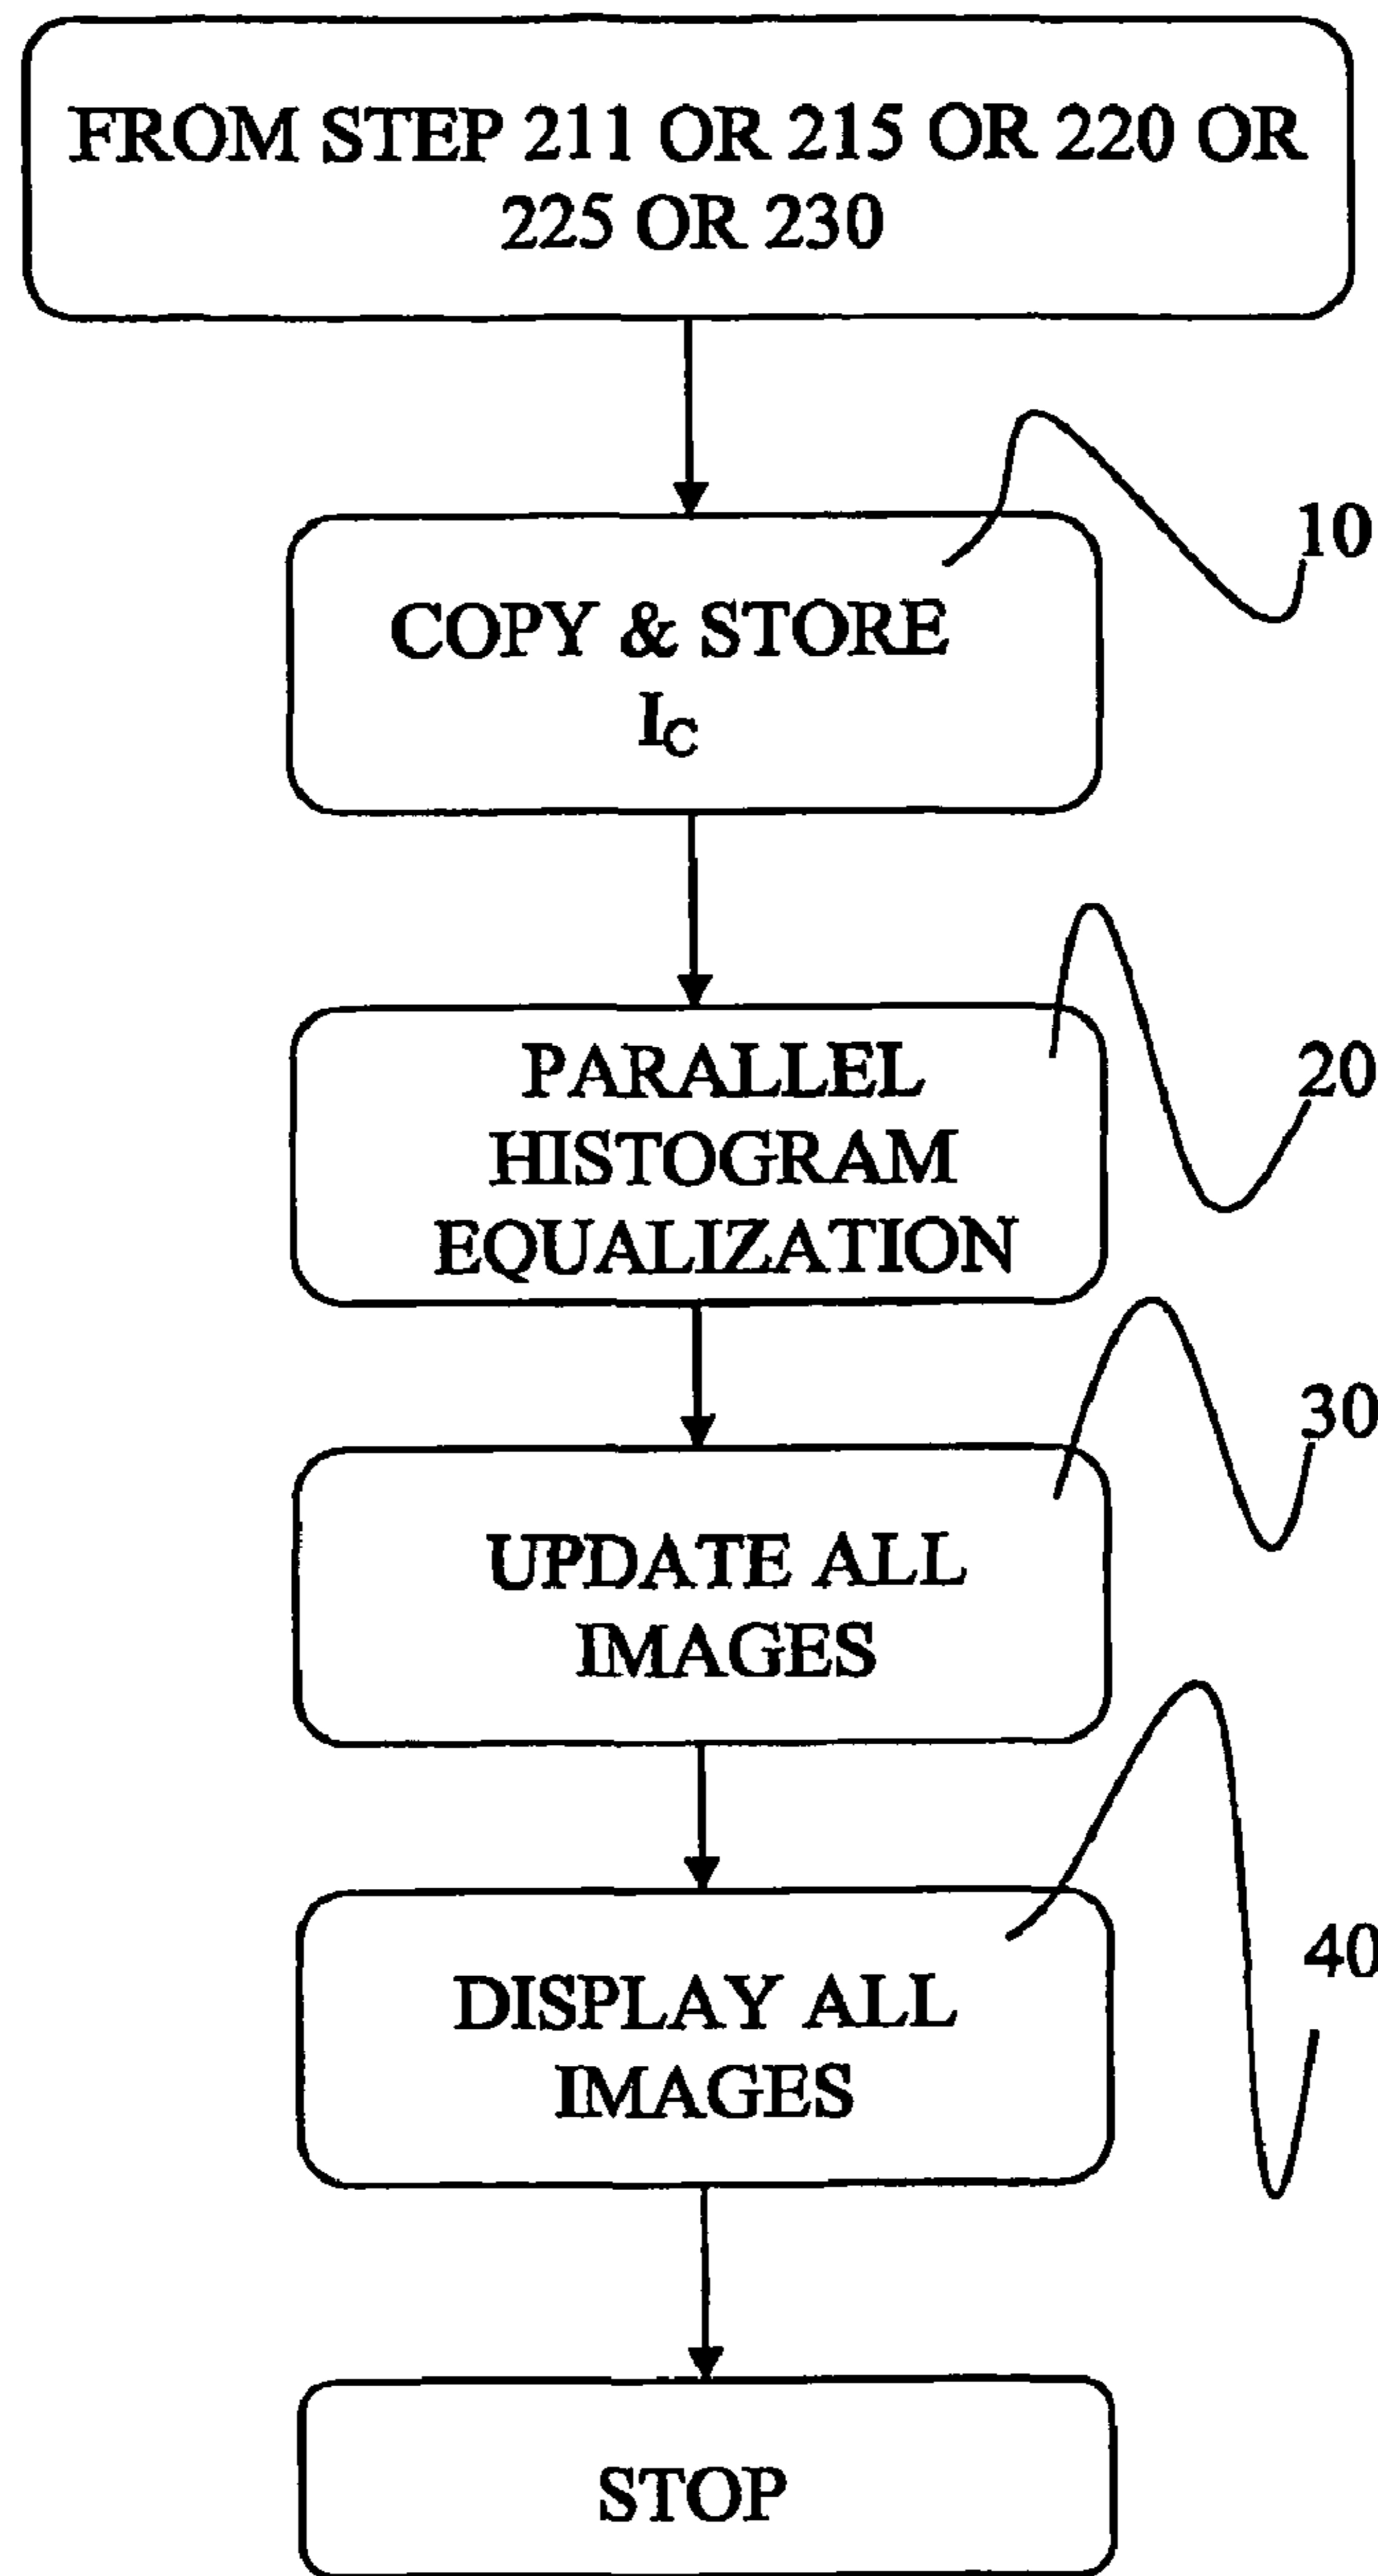 FROM STEP 211 OR 215 OR 220 OR
225 OR 230
10
COPY & STORE
I_C
20
PARALLEL
HISTOGRAM
EQUALIZATION
30
UPDATE ALL
IMAGES
40
DISPLAY ALL
IMAGES
STOP